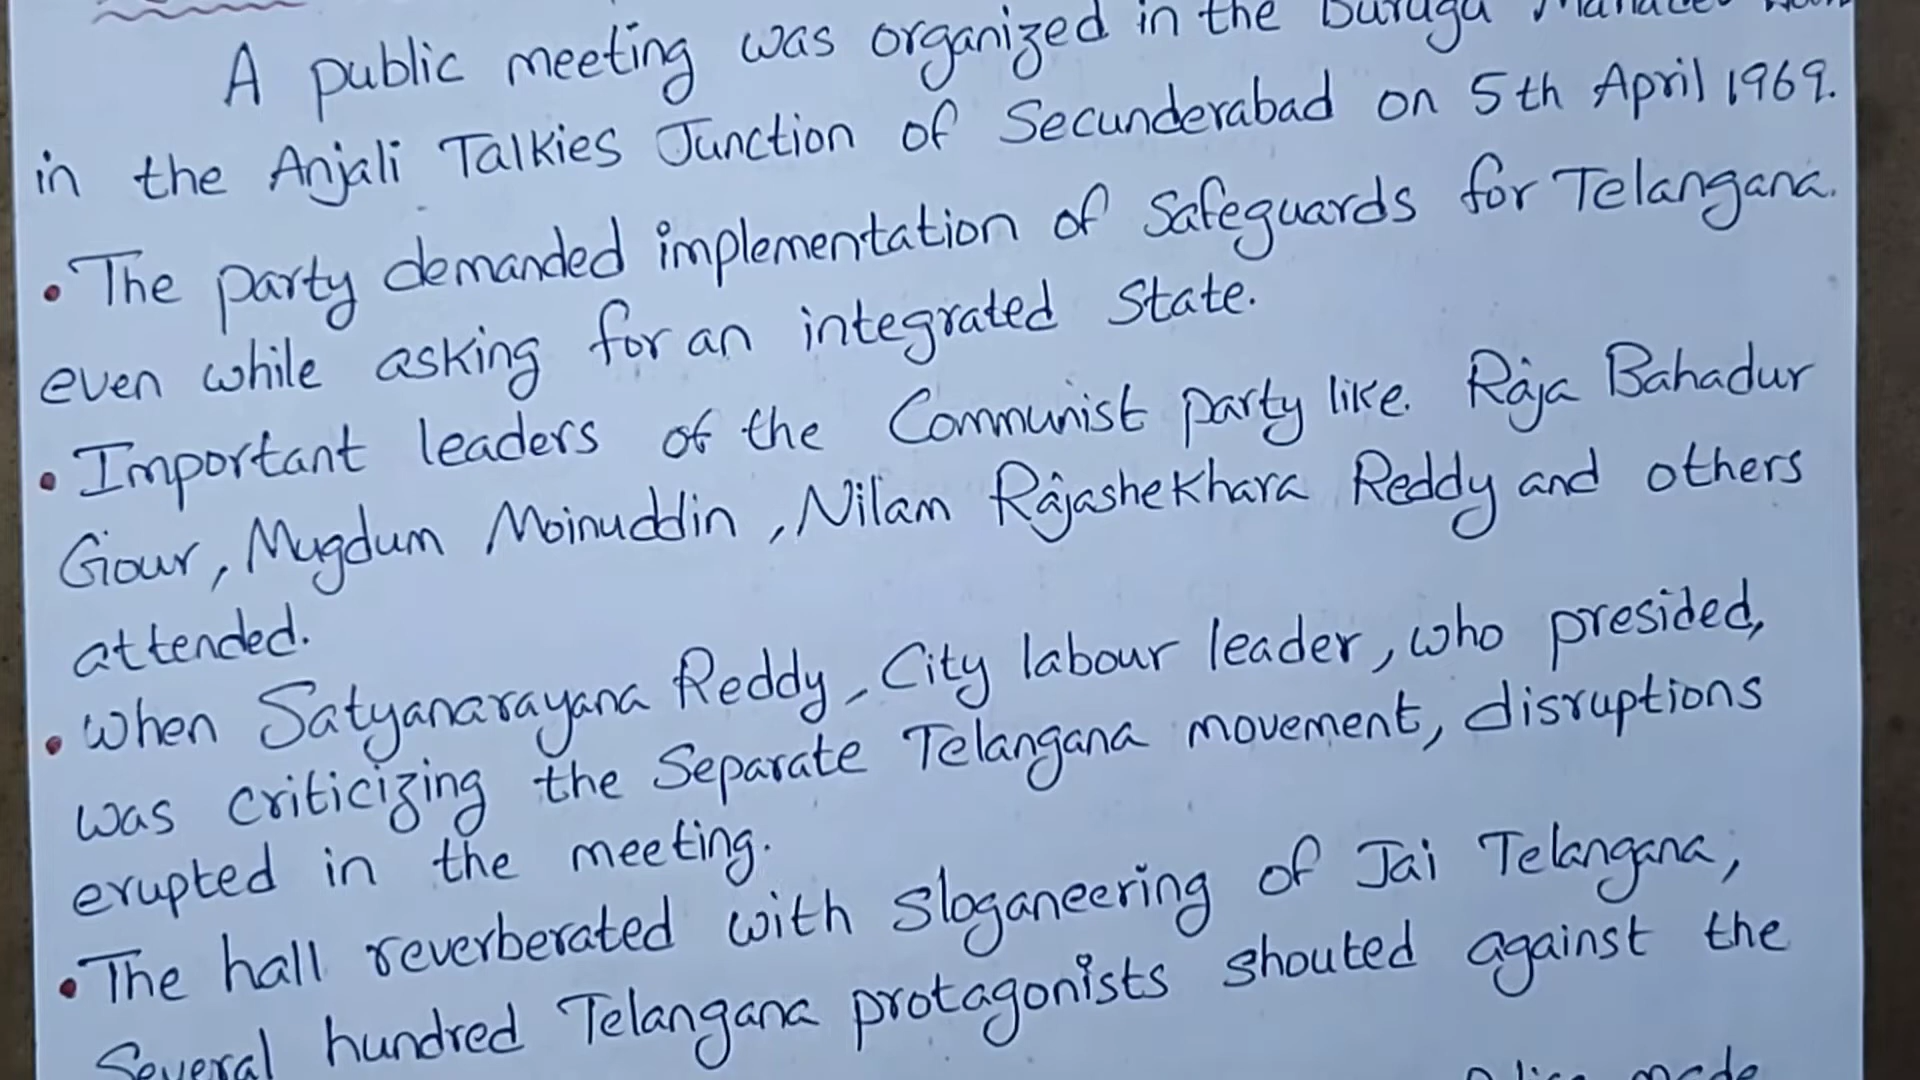 A public meeting was organized in the Buruga
in the Anjali Talkies Junction of Secunderabad on 5th April 1969.
• The party demanded implementation of safeguards for Telangana.
even while asking for an integrated State.
• Important leaders of the Communist party like. Raja Bahadur
Giour, Mugdum Moinuddin, Nilam Rajashekhara Reddy and others
attended.
• when Satyanarayana Reddy, City labour leader, who presided,
was criticizing the Separate Telangana movement, disruptions
erupted in the meeting.
• The hall reverberated with sloganeering of Jai Telangana,
Several hundred Telangana protagonists shouted against the
made